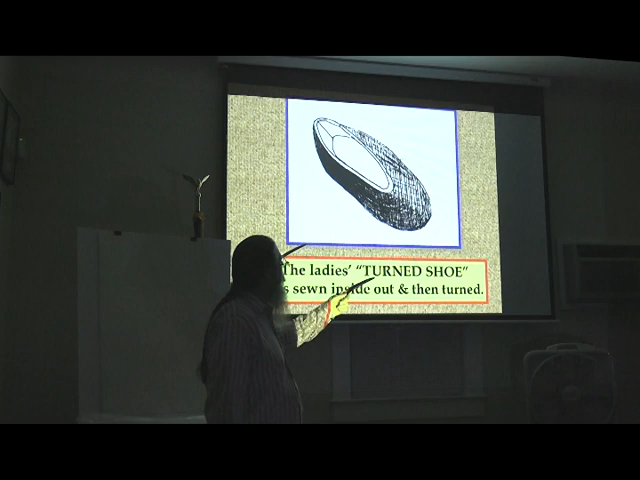 The ladies’ “TURNED SHOE”
s sewn inside out & then turned.